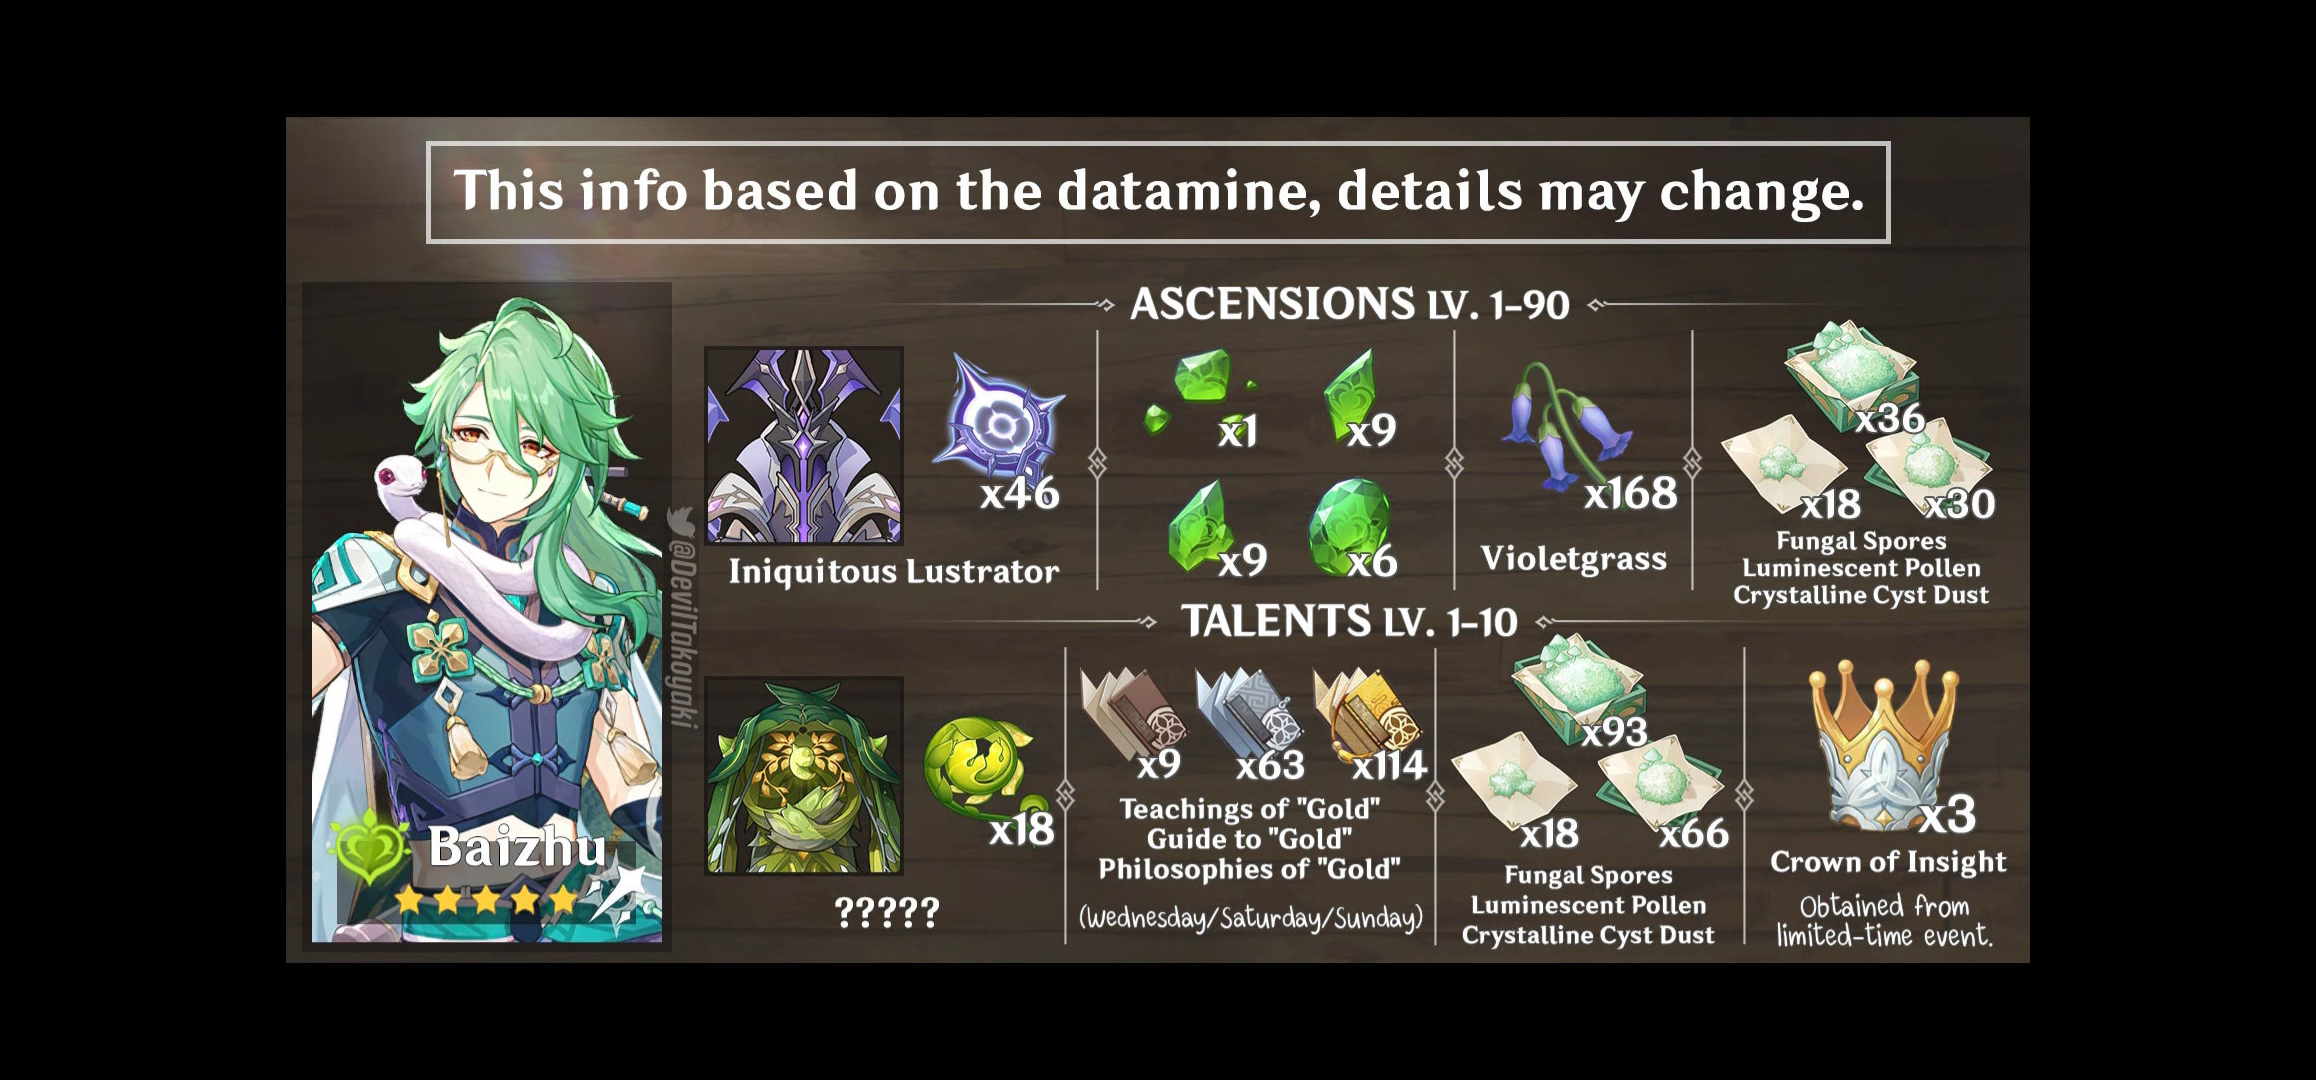 This info based on the datamine, details may change.
ASCENSIONS LV. 1-90
x46
Iniquitous Lustrator
x1
x9
x9
x6
x168
Violetgrass
x36
x18
x30
Fungal Spores
Luminescent Pollen
Crystalline Cyst Dust
@DevilTakoyaki
Baizhu
TALENTS LV. 1-10
x18
?????
x9
x63
x114
Teachings of "Gold"
Guide to "Gold"
Philosophies of "Gold"
(Wednesday/Saturday/Sunday)
x93
x18
x66
Fungal Spores
Luminescent Pollen
Crystalline Cyst Dust
x3
Crown of Insight
Obtained from
limited-time event.